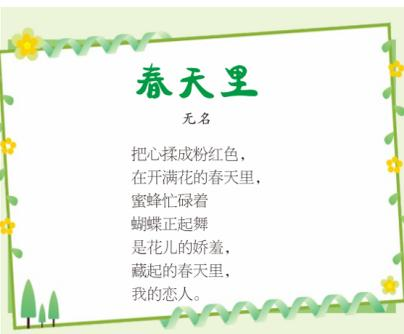 春天里
无名
把心揉成粉红色，
在开满花的春天里，
蜜蜂忙碌着
蝴蝶正起舞
是花儿的娇羞，
藏起的春天里，
我的恋人。